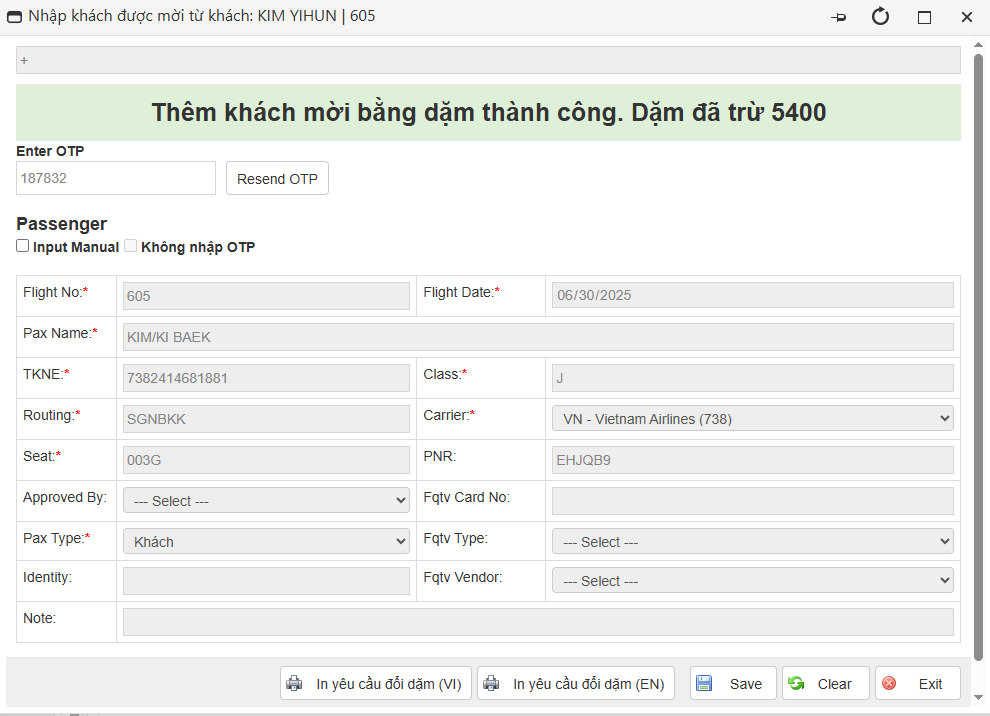 Nhập khách được mời từ khách: KIM YIHUN | 605
+
Thêm khách mời bằng dặm thành công. Dặm đã trừ 5400
Enter OTP
187832 Resend OTP
Passenger
Input Manual Không nhập OTP
Flight No:* 605 Flight Date:* 06/30/2025
Pax Name:* KIM/KI BAEK
TKNE:* 7382414681881 Class:* J
Routing:* SGNBKK Carrier:* VN - Vietnam Airlines (738)
Seat:* 003G PNR: EHJQB9
Approved By: --- Select --- Fqtv Card No:
Pax Type:* Khách Fqtv Type: --- Select ---
Identity: Fqtv Vendor: --- Select ---
Note:
In yêu cầu đổi dặm (VI) In yêu cầu đổi dặm (EN) Save Clear Exit